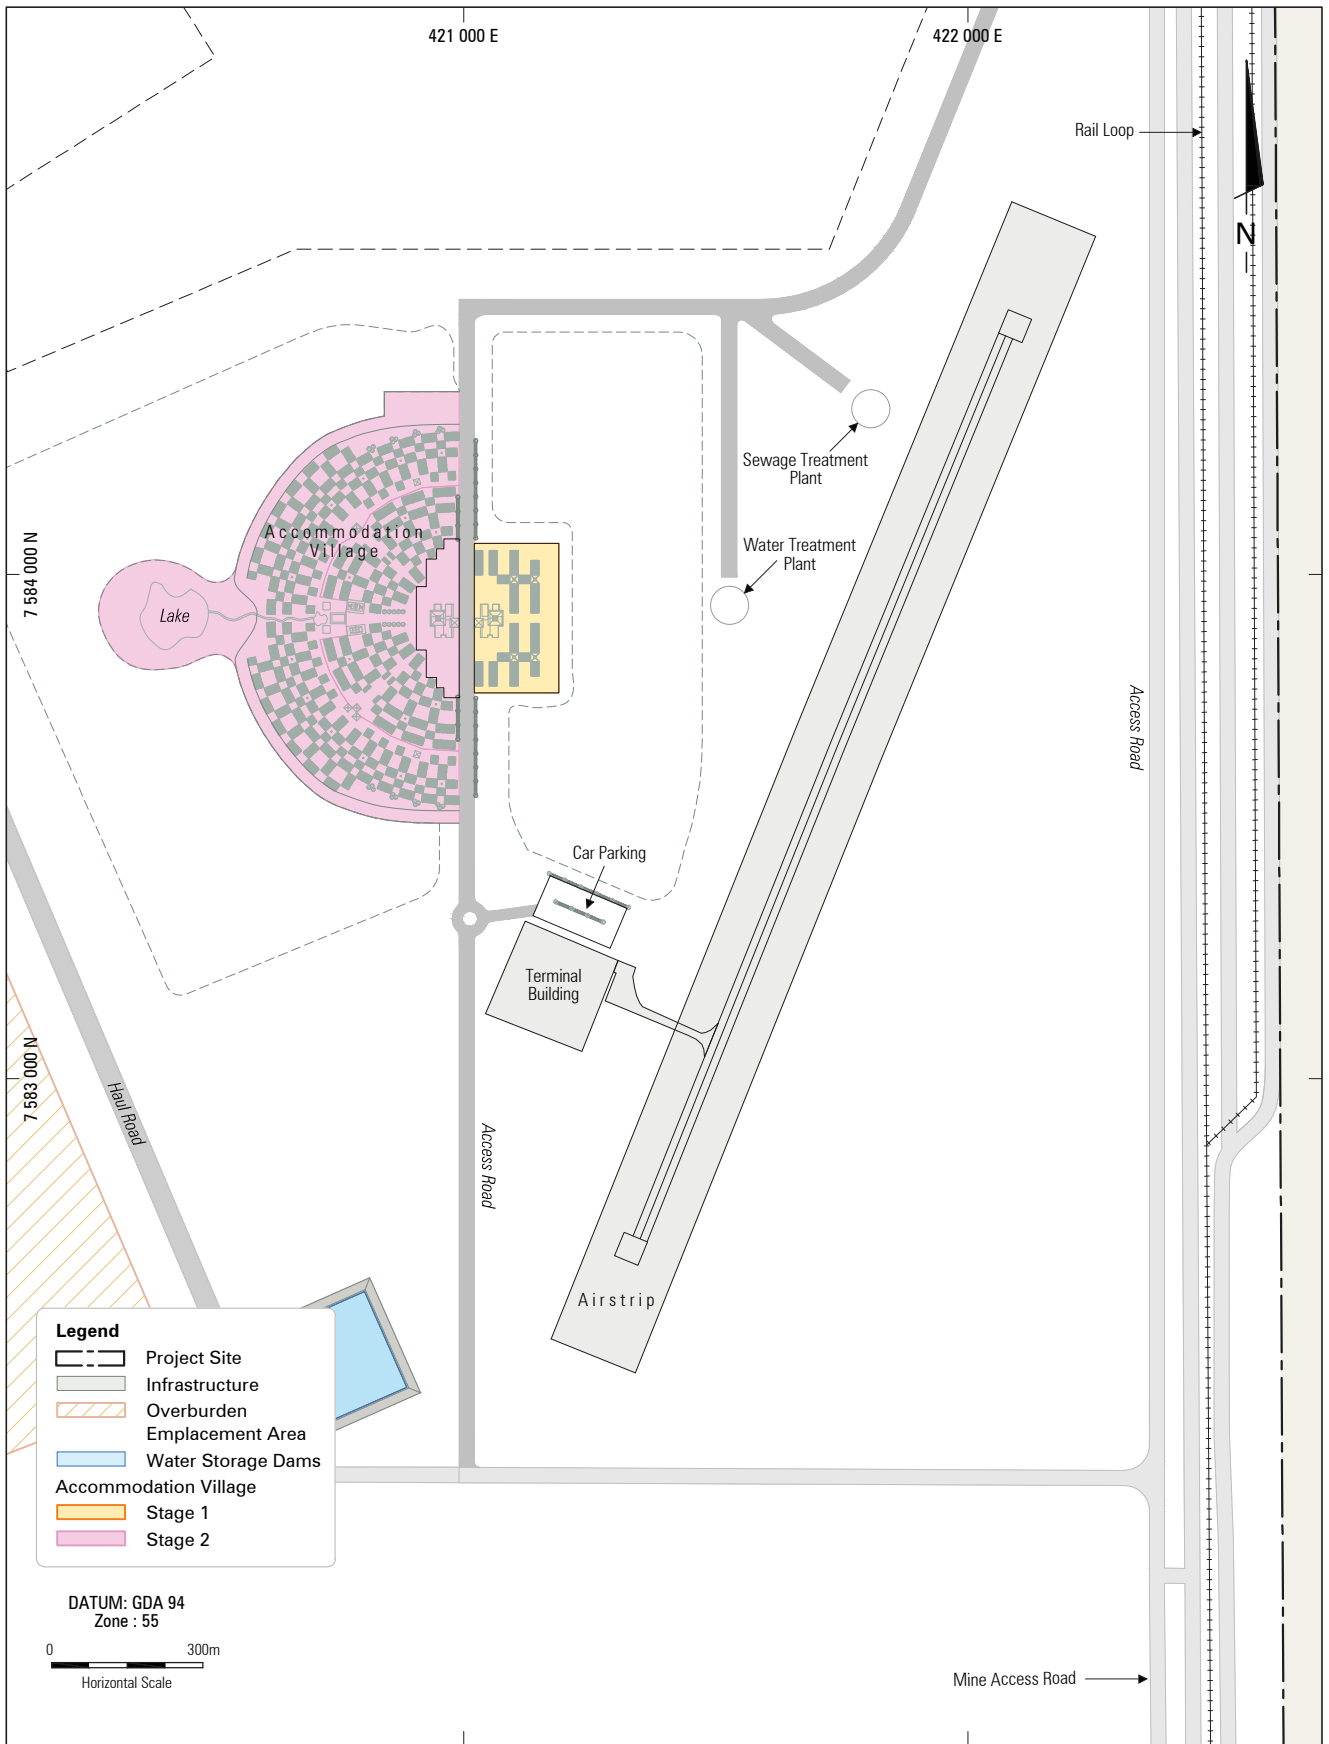 421 000 E
422 000 E
Rail Loop
N
Sewage Treatment
Plant
Accommodation
Village
Water Treatment
Plant
7 584 000 N
Lake
Access Road
Car Parking
Terminal
Building
7 583 000 N
Haul Road
Access Road
Airstrip
Legend
Project Site
Infrastructure
Overburden
Emplacement Area
Water Storage Dams
Accommodation Village
Stage 1
Stage 2
DATUM: GDA 94
Zone : 55
0 300m
Horizontal Scale
Mine Access Road